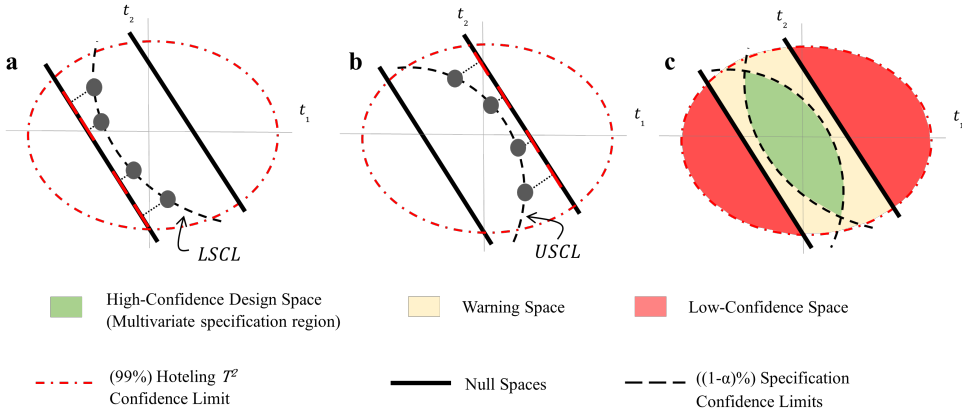 a
t₂
t₁
LSCL
b
t₂
t₁
USCL
c
t₂
t₁
High-Confidence Design Space
(Multivariate specification region)
Warning Space
Low-Confidence Space
(99%) Hoteling T²
Confidence Limit
Null Spaces
((1-α)%) Specification
Confidence Limits